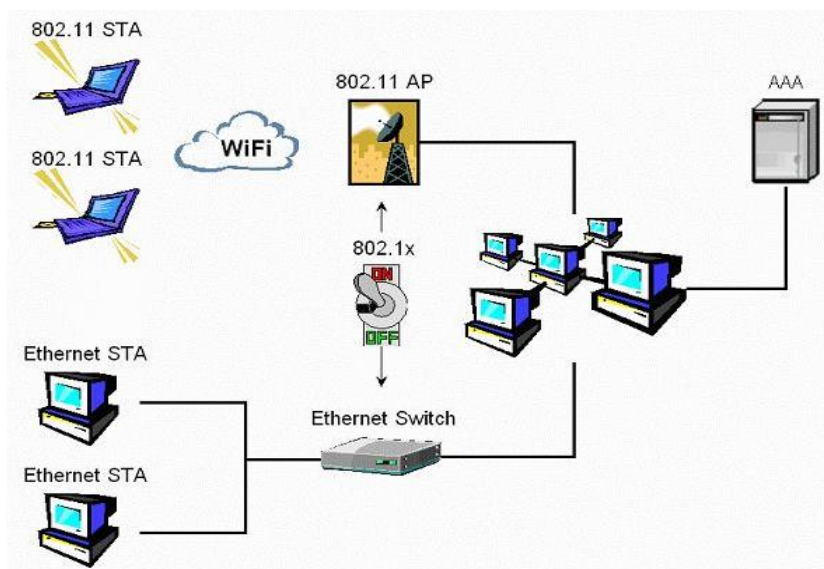 802.11 STA
802.11 AP
AAA
WiFi
802.11 STA
802.1x
ON
OFF
Ethernet STA
Ethernet Switch
Ethernet STA